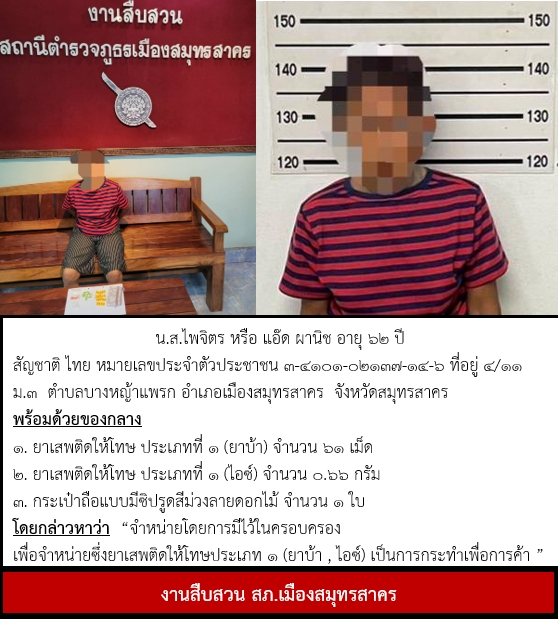 งานสืบสวน
สถานีตำรวจภูธรเมืองสมุทรสาคร
150 150
140 140
130 130
120 120
น.ส.ไพจิตร หรือ แอ๊ด ผานิช อายุ ๖๒ ปี
สัญชาติ ไทย หมายเลขประจำตัวประชาชน ๓-๔๑๐๑-๐๒๑๓๗-๑๔-๖ ที่อยู่ ๔/๑๑
ม.๓ ตำบลบางหญ้าแพรก อำเภอเมืองสมุทรสาคร จังหวัดสมุทรสาคร
พร้อมด้วยของกลาง
๑. ยาเสพติดให้โทษ ประเภทที่ ๑ (ยาบ้า) จำนวน ๖๑ เม็ด
๒. ยาเสพติดให้โทษ ประเภทที่ ๑ (ไอซ์) จำนวน ๐.๖๖ กรัม
๓. กระเป๋าถือแบบมีซิปรูดสีม่วงลายดอกไม้ จำนวน ๑ ใบ
โดยกล่าวหาว่า “จำหน่ายโดยการมีไว้ในครอบครอง
เพื่อจำหน่ายซึ่งยาเสพติดให้โทษประเภท ๑ (ยาบ้า , ไอซ์) เป็นการกระทำเพื่อการค้า ”
งานสืบสวน สภ.เมืองสมุทรสาคร